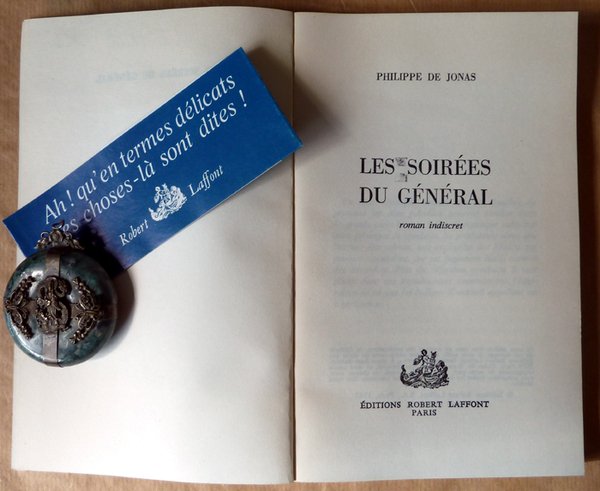 Ah ! qu'en termes délicats
ces choses-là sont dites !
Robert Laffont
PHILIPPE DE JONAS
LES SOIRÉES
DU GÉNÉRAL
roman indiscret
ÉDITIONS ROBERT LAFFONT
PARIS